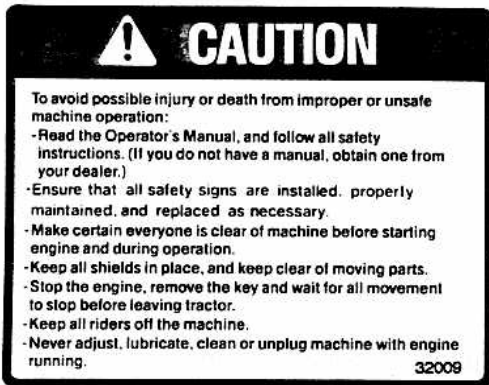 CAUTION
To avoid possible injury or death from improper or unsafe
machine operation:
-Read the Operator's Manual, and follow all safety
instructions. (If you do not have a manual, obtain one from
your dealer.)
-Ensure that all safety signs are installed. properly
maintained, and replaced as necessary.
-Make certain everyone is clear of machine before starting
engine and during operation.
-Keep all shields in place, and keep clear of moving parts.
-Stop the engine, remove the key and wait for all movement
to stop before leaving tractor.
-Keep all riders off the machine.
-Never adjust, lubricate, clean or unplug machine with engine
running.
32009